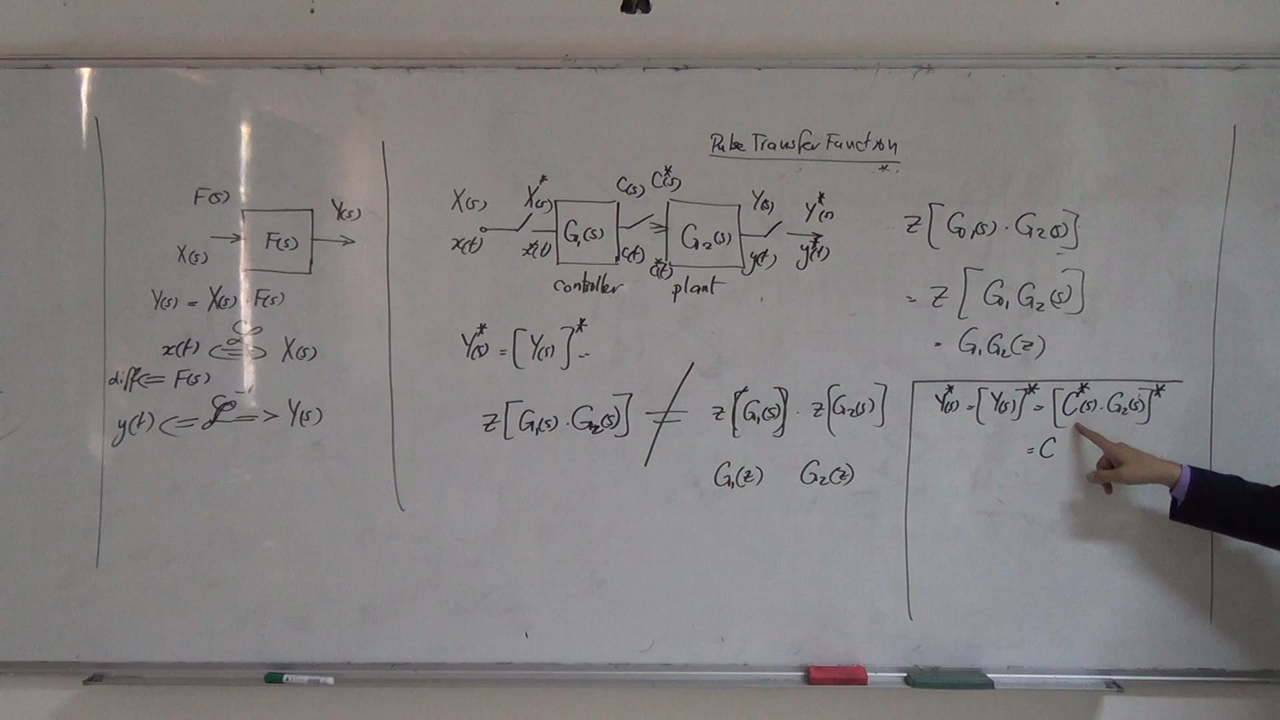 Pulse Transfer Function
*
F(s)
Y(s)
F(s)
X(s)
Y(s) = X(s) · F(s)
x(t) <=> X(s)
diff <= F(s)
y(t) <= ℒ⁻¹ => Y(s)
X(s) X*(s) C(s) C*(s) Y(s) Y*(s)
G₁(s) G₂(s)
x(t) x*(t) c(t) c*(t) y(t) y*(t)
controller plant
Y*(s) = [Y(s)]*
z[G₁(s) · G₂(s)] ≠ z[G₁(s)] · z[G₂(s)]
G₁(z) G₂(z)
z[G₁(s) · G₂(s)]
= z[G₁G₂(s)]
= G₁G₂(z)
Y*(s) = [Y(s)]* = [C*(s) · G₂(s)]*
= C